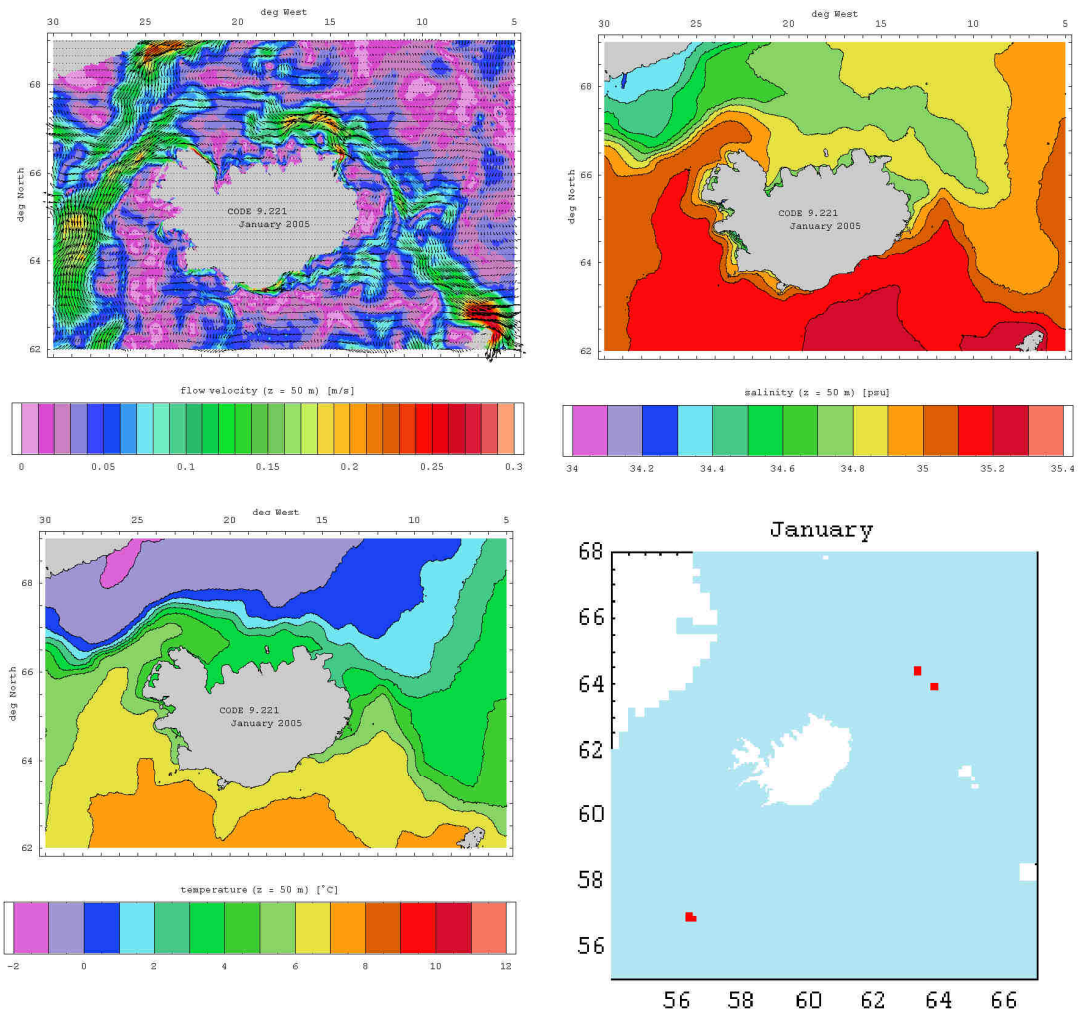 deg West
30 25 20 15 10 5
68
66
64
62
deg North
CODE 9.221
January 2005
flow velocity (z = 50 m) [m/s]
0 0.05 0.1 0.15 0.2 0.25 0.3
deg West
30 25 20 15 10 5
68
66
64
62
deg North
CODE 9.221
January 2005
salinity (z = 50 m) [psu]
34 34.2 34.4 34.6 34.8 35 35.2 35.4
deg West
30 25 20 15 10 5
68
66
64
62
deg North
CODE 9.221
January 2005
temperature (z = 50 m) [°C]
-2 0 2 4 6 8 10 12
January
68
66
64
62
60
58
56
56 58 60 62 64 66